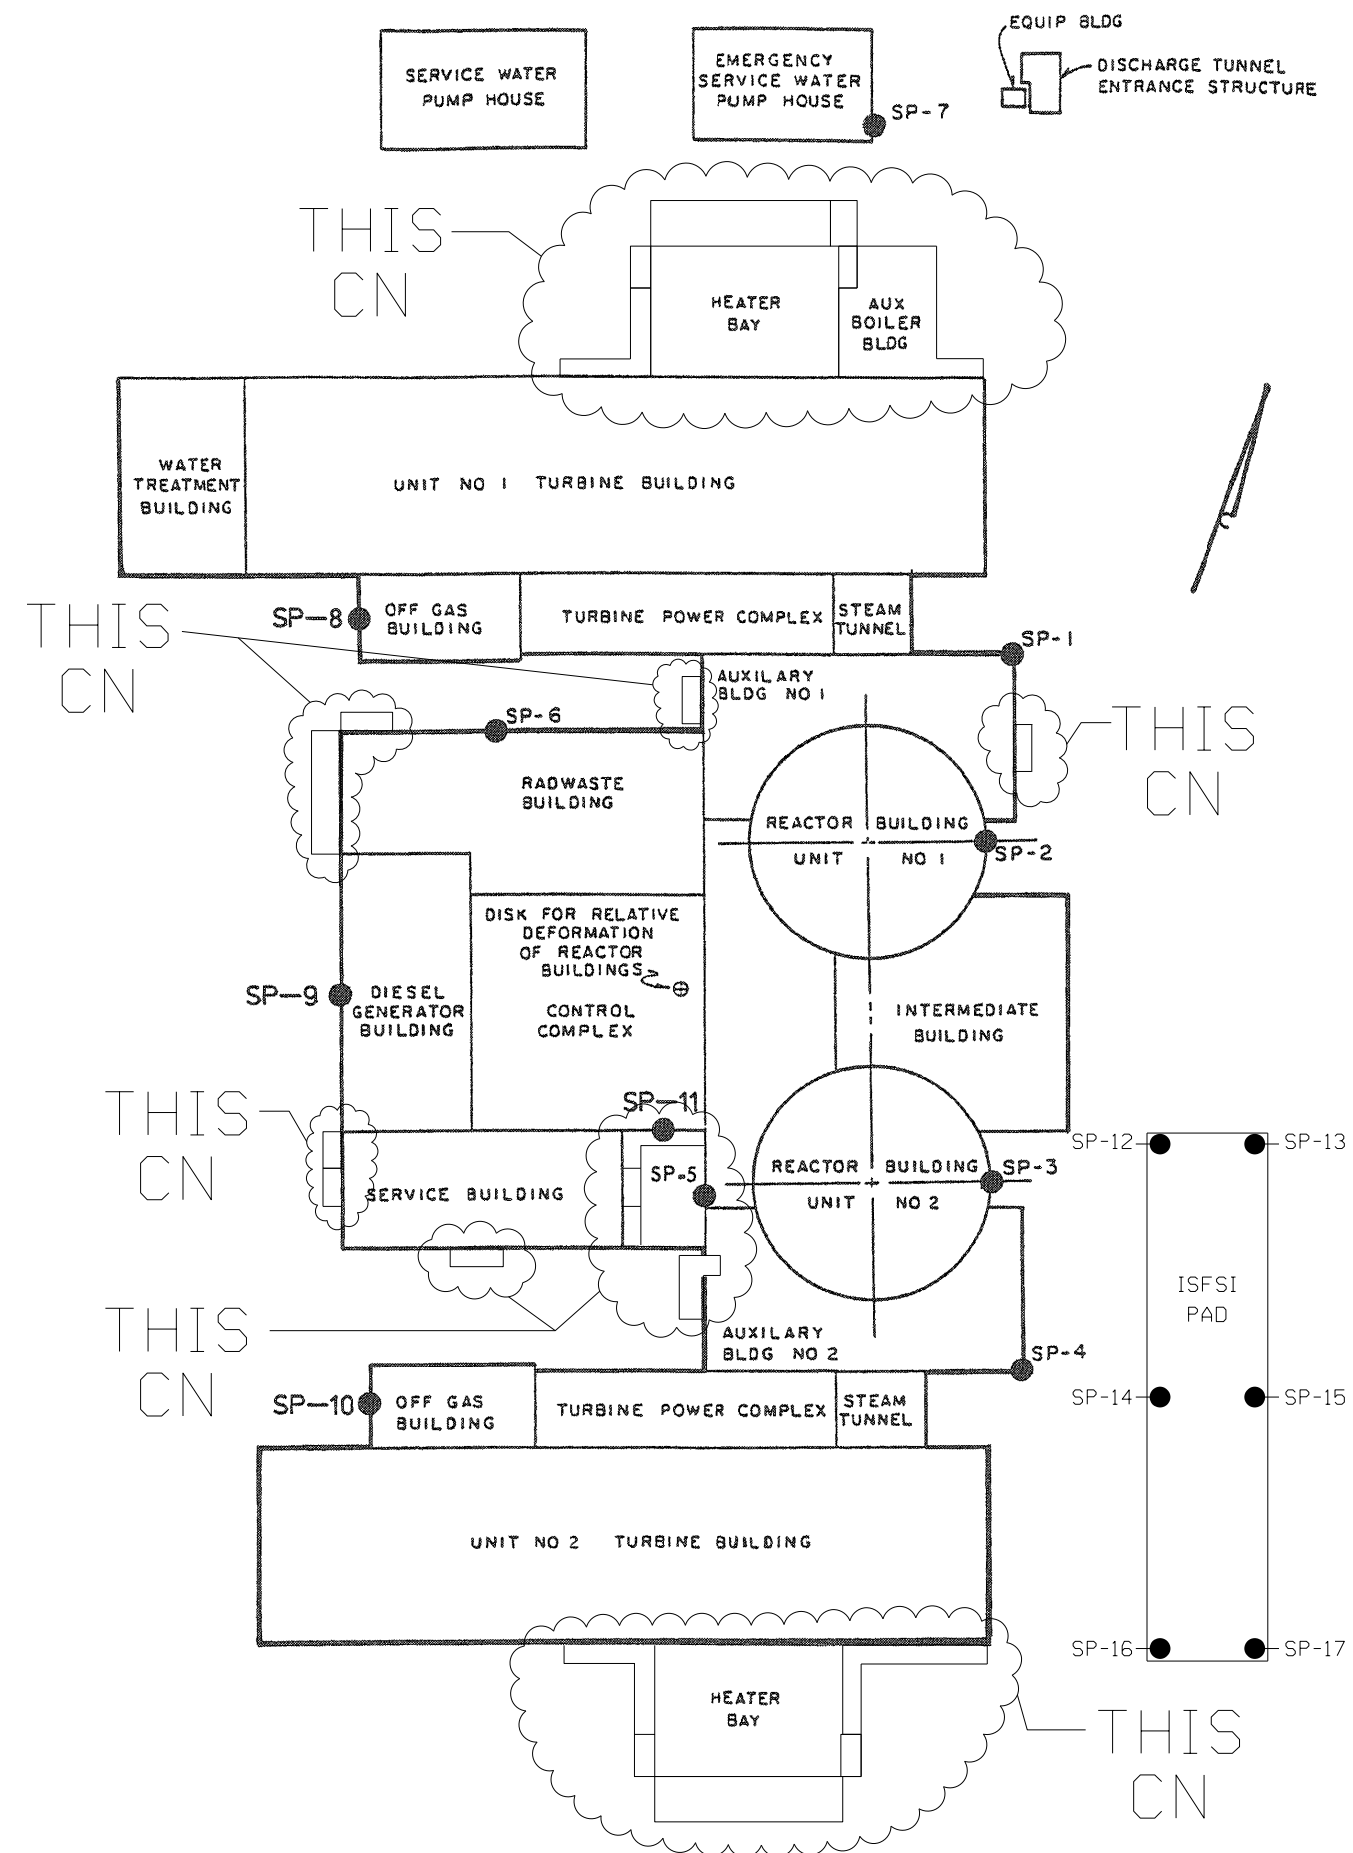 EQUIP BLDG
SERVICE WATER
PUMP HOUSE
EMERGENCY
SERVICE WATER
PUMP HOUSE
SP-7
DISCHARGE TUNNEL
ENTRANCE STRUCTURE
THIS
CN
HEATER
BAY
AUX
BOILER
BLDG
WATER
TREATMENT
BUILDING
UNIT NO 1 TURBINE BUILDING
SP-8
OFF GAS
BUILDING
TURBINE POWER COMPLEX
STEAM
TUNNEL
SP-1
THIS
CN
AUXILARY
BLDG NO 1
SP-6
THIS
CN
RADWASTE
BUILDING
REACTOR BUILDING
UNIT NO 1
SP-2
DISK FOR RELATIVE
DEFORMATION
OF REACTOR
BUILDINGS
SP-9
DIESEL
GENERATOR
BUILDING
CONTROL
COMPLEX
INTERMEDIATE
BUILDING
THIS
CN
SP-11
SP-5
SERVICE BUILDING
REACTOR BUILDING
UNIT NO 2
SP-3
SP-12
SP-13
ISFSI
PAD
THIS
CN
AUXILARY
BLDG NO 2
SP-4
SP-10
OFF GAS
BUILDING
TURBINE POWER COMPLEX
STEAM
TUNNEL
SP-14
SP-15
UNIT NO 2 TURBINE BUILDING
SP-16
SP-17
HEATER
BAY
THIS
CN